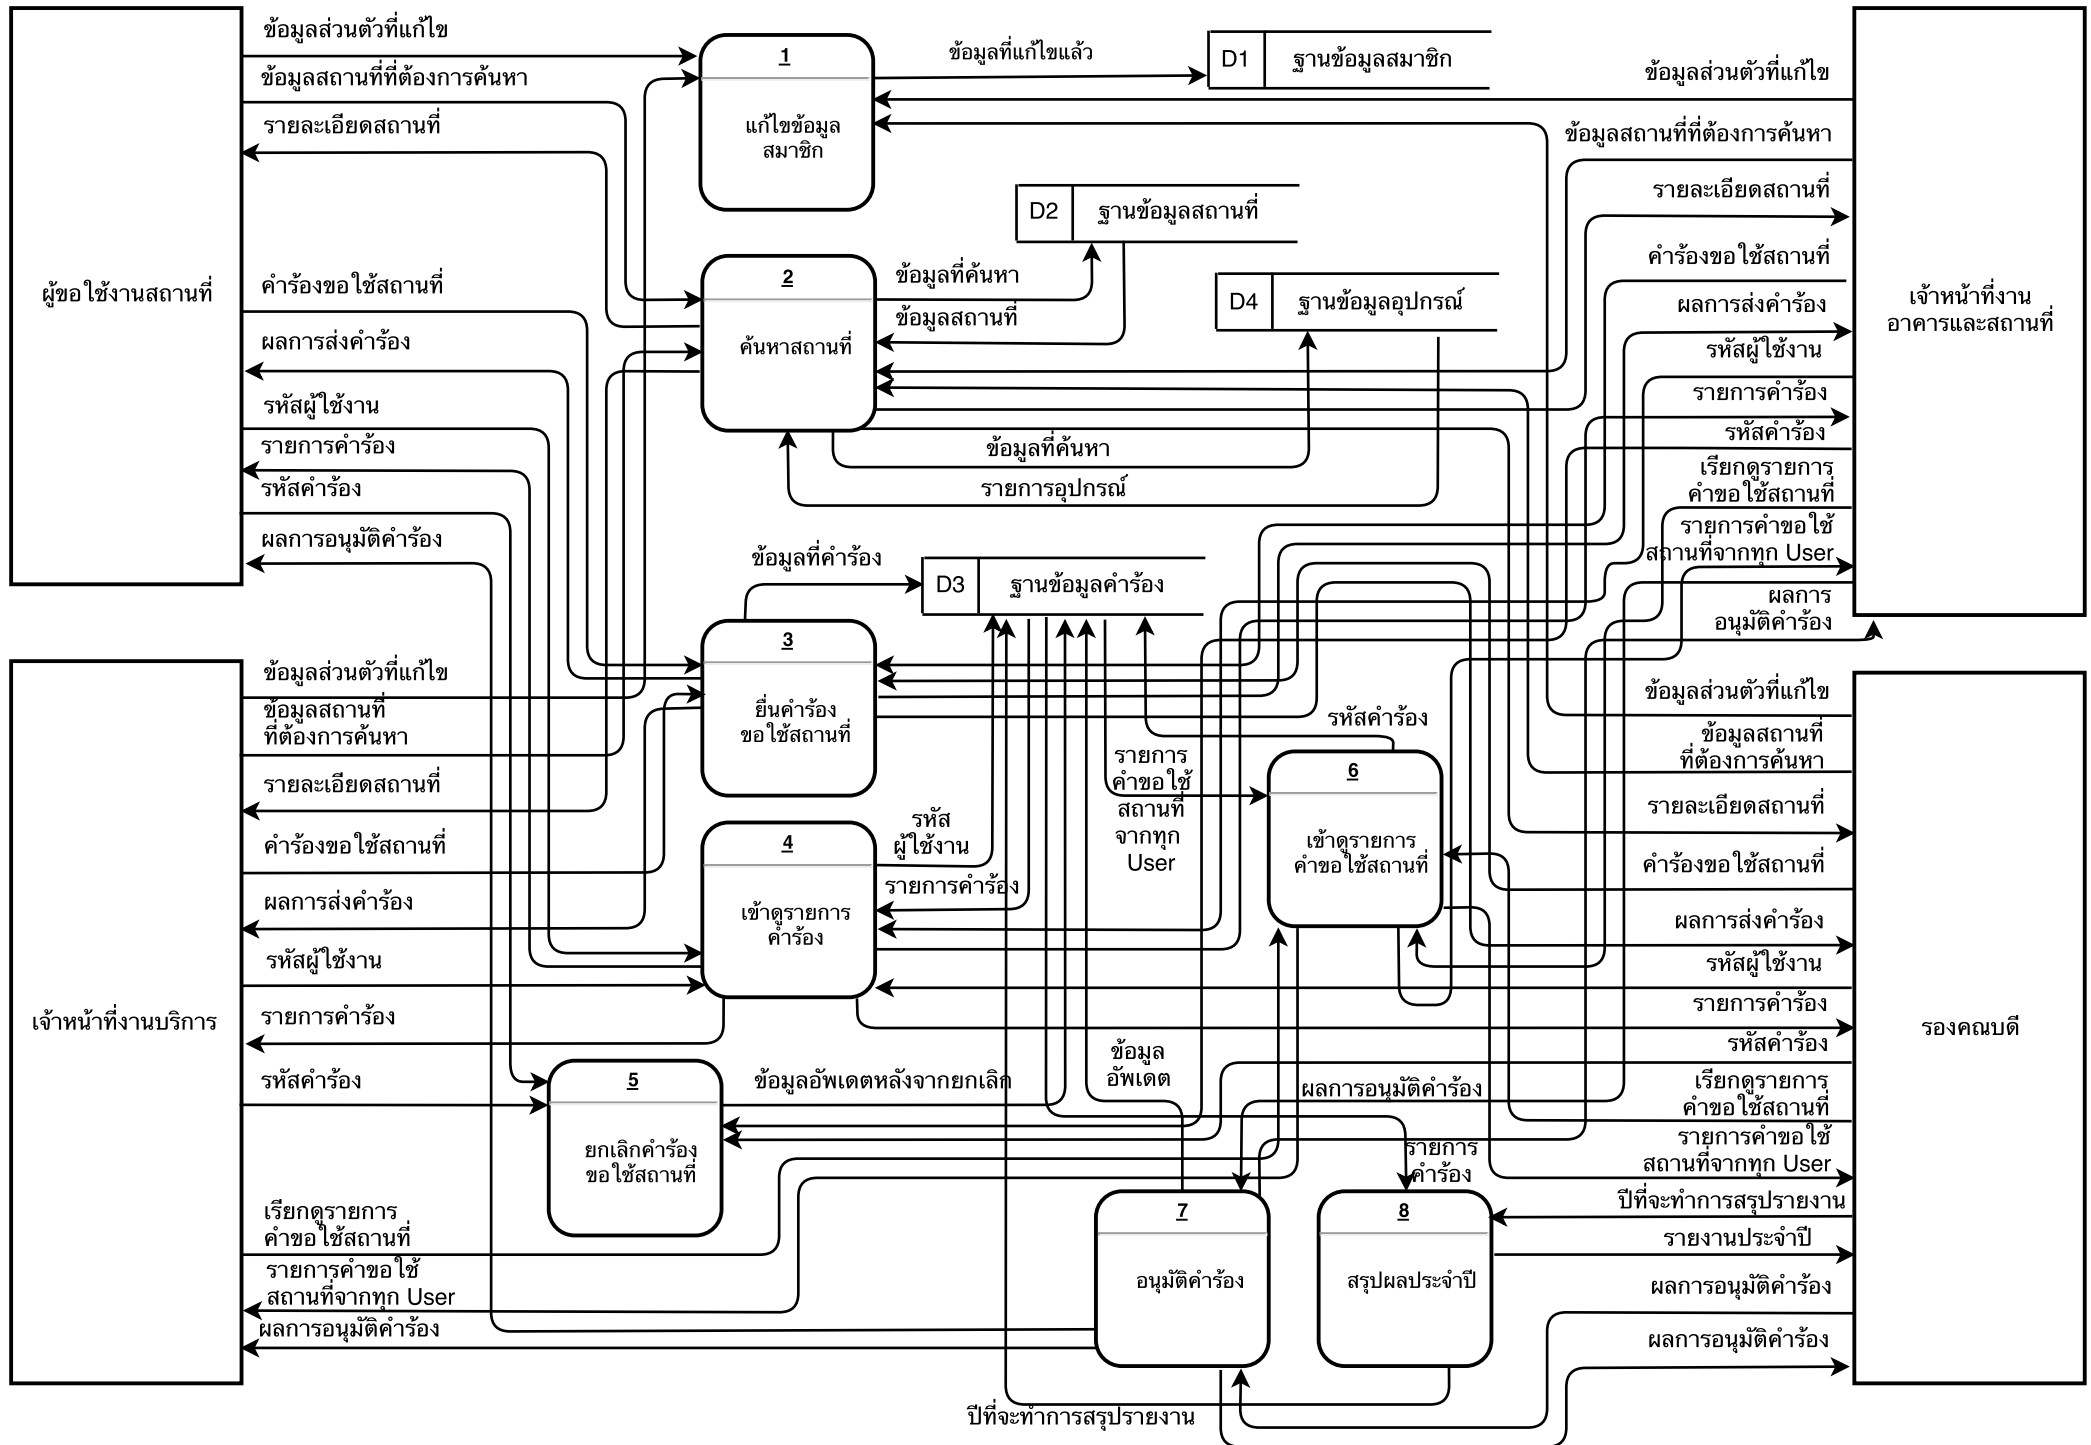 ผู้ขอใช้งานสถานที่
ข้อมูลส่วนตัวที่แก้ไข
ข้อมูลสถานที่ที่ต้องการค้นหา
รายละเอียดสถานที่
คำร้องขอใช้สถานที่
ผลการส่งคำร้อง
รหัสผู้ใช้งาน
รายการคำร้อง
รหัสคำร้อง
ผลการอนุมัติคำร้อง
เจ้าหน้าที่งานบริการ
ข้อมูลส่วนตัวที่แก้ไข
ข้อมูลสถานที่
ที่ต้องการค้นหา
รายละเอียดสถานที่
คำร้องขอใช้สถานที่
ผลการส่งคำร้อง
รหัสผู้ใช้งาน
รายการคำร้อง
รหัสคำร้อง
เรียกดูรายการ
คำขอใช้สถานที่
รายการคำขอใช้
สถานที่จากทุก User
ผลการอนุมัติคำร้อง
1
แก้ไขข้อมูล
สมาชิก
ข้อมูลที่แก้ไขแล้ว
D1
ฐานข้อมูลสมาชิก
2
ค้นหาสถานที่
D2
ฐานข้อมูลสถานที่
ข้อมูลที่ค้นหา
ข้อมูลสถานที่
D4
ฐานข้อมูลอุปกรณ์
ข้อมูลที่ค้นหา
รายการอุปกรณ์
ข้อมูลที่คำร้อง
D3
ฐานข้อมูลคำร้อง
3
ยื่นคำร้อง
ขอใช้สถานที่
4
เข้าดูรายการ
คำร้อง
รหัส
ผู้ใช้งาน
รายการคำร้อง
รายการ
คำขอใช้
สถานที่
จากทุก
User
รหัสคำร้อง
6
เข้าดูรายการ
คำขอใช้สถานที่
5
ยกเลิกคำร้อง
ขอใช้สถานที่
ข้อมูลอัพเดตหลังจากยกเลิก
ข้อมูล
อัพเดต
ผลการอนุมัติคำร้อง
รายการ
คำร้อง
7
อนุมัติคำร้อง
8
สรุปผลประจำปี
ปีที่จะทำการสรุปรายงาน
เจ้าหน้าที่งาน
อาคารและสถานที่
ข้อมูลส่วนตัวที่แก้ไข
ข้อมูลสถานที่ที่ต้องการค้นหา
รายละเอียดสถานที่
คำร้องขอใช้สถานที่
ผลการส่งคำร้อง
รหัสผู้ใช้งาน
รายการคำร้อง
รหัสคำร้อง
เรียกดูรายการ
คำขอใช้สถานที่
รายการคำขอใช้
สถานที่จากทุก User
ผลการ
อนุมัติคำร้อง
รองคณบดี
ข้อมูลส่วนตัวที่แก้ไข
ข้อมูลสถานที่
ที่ต้องการค้นหา
รายละเอียดสถานที่
คำร้องขอใช้สถานที่
ผลการส่งคำร้อง
รหัสผู้ใช้งาน
รายการคำร้อง
รหัสคำร้อง
เรียกดูรายการ
คำขอใช้สถานที่
รายการคำขอใช้
สถานที่จากทุก User
ปีที่จะทำการสรุปรายงาน
รายงานประจำปี
ผลการอนุมัติคำร้อง
ผลการอนุมัติคำร้อง